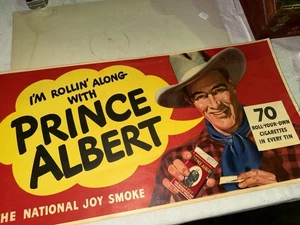 I'M ROLLIN' ALONG
WITH
PRINCE
ALBERT
70
ROLL-YOUR-OWN
CIGARETTES
IN EVERY TIN
THE NATIONAL JOY SMOKE